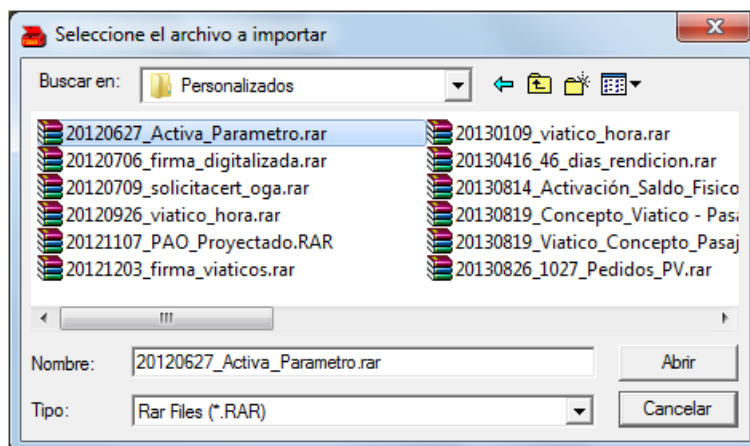 Seleccione el archivo a importar
Buscar en: Personalizados
20120627_Activa_Parametro.rar
20120706_firma_digitalizada.rar
20120709_solicitacert_oga.rar
20120926_viatico_hora.rar
20121107_PAO_Proyectado.RAR
20121203_firma_viaticos.rar
20130109_viatico_hora.rar
20130416_46_dias_rendicion.rar
20130814_Activación_Saldo_Fisico
20130819_Concepto_Viatico - Pasa
20130819_Viatico_Concepto_Pasaj
20130826_1027_Pedidos_PV.rar
Nombre: 20120627_Activa_Parametro.rar Abrir
Tipo: Rar Files (*.RAR) Cancelar